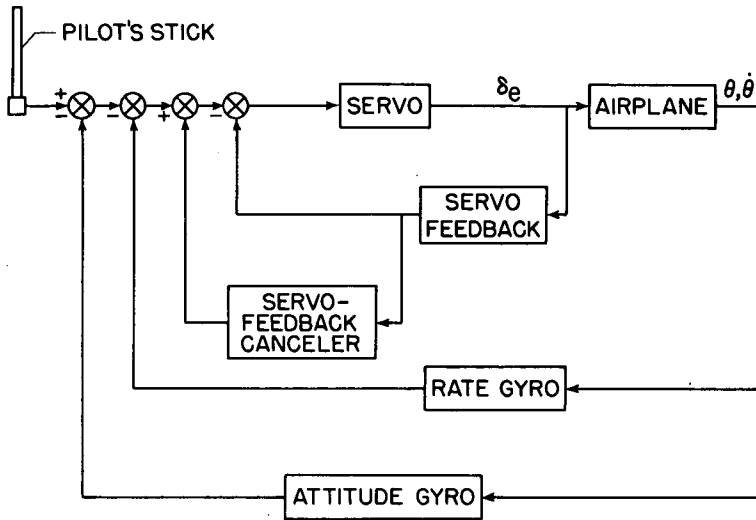 PILOT'S STICK
+
−
−
+
−
SERVO
δe
AIRPLANE
θ, θ̇
SERVO
FEEDBACK
SERVO-
FEEDBACK
CANCELER
RATE GYRO
ATTITUDE GYRO